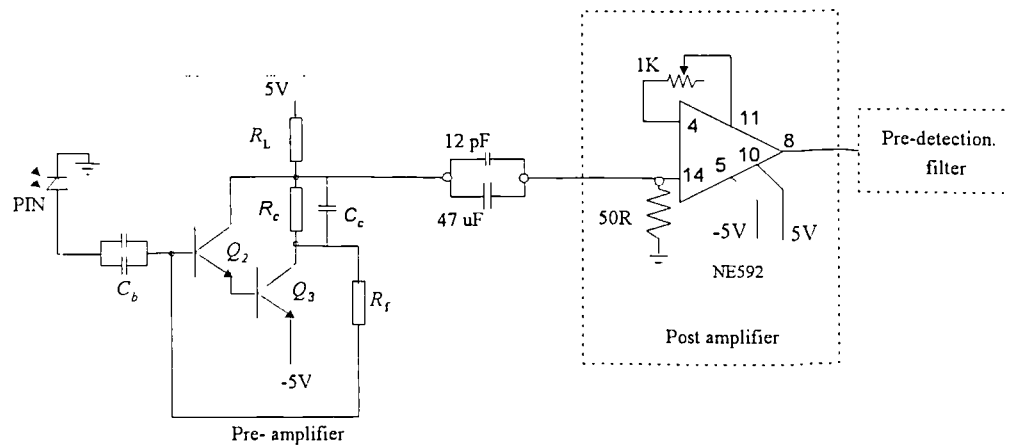 5V
R_L
PIN
C_b
Q_2
R_c
C_c
Q_3
R_f
-5V
Pre- amplifier
12 pF
47 uF
1K
4
11
14
5
10
8
50R
-5V
5V
NE592
Post amplifier
Pre-detection.
filter